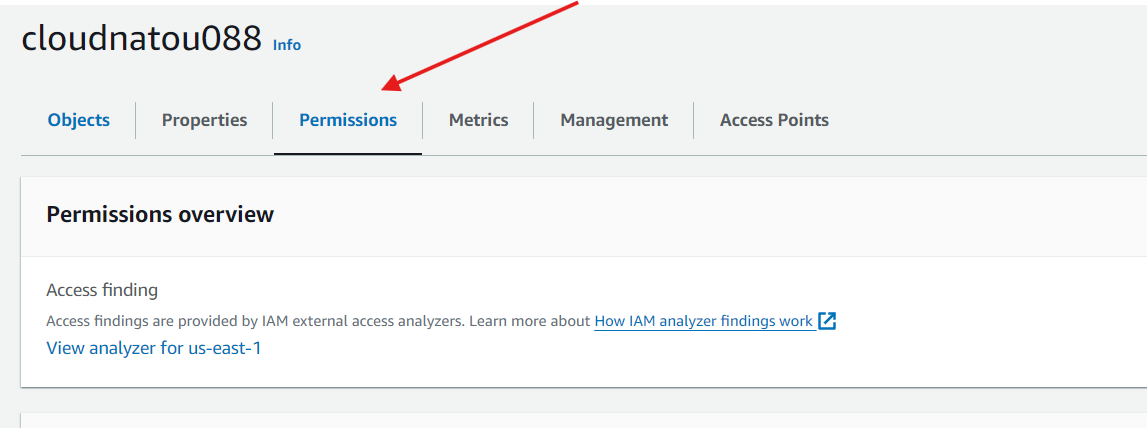 cloudnatou088 Info
Objects Properties Permissions Metrics Management Access Points
Permissions overview
Access finding
Access findings are provided by IAM external access analyzers. Learn more about How IAM analyzer findings work
View analyzer for us-east-1